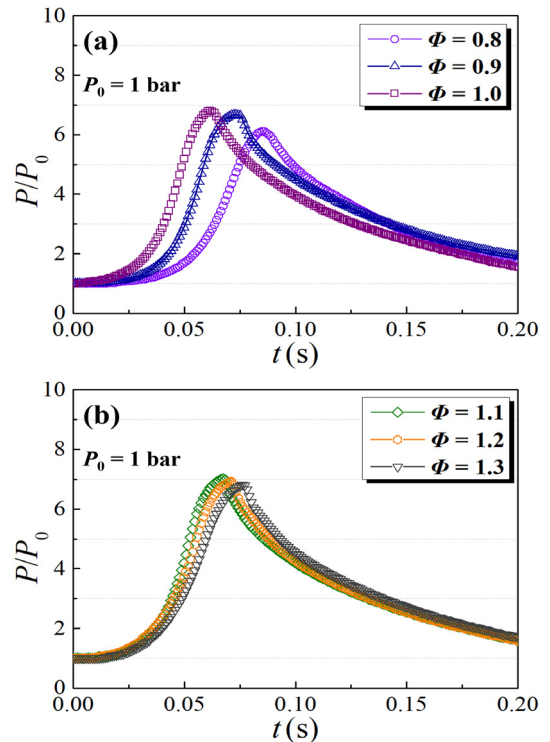 (a)
P₀ = 1 bar
Φ = 0.8
Φ = 0.9
Φ = 1.0
P/P₀
10
8
6
4
2
0
0.00 0.05 0.10 0.15 0.20
t (s)
(b)
P₀ = 1 bar
Φ = 1.1
Φ = 1.2
Φ = 1.3
P/P₀
10
8
6
4
2
0
0.00 0.05 0.10 0.15 0.20
t (s)